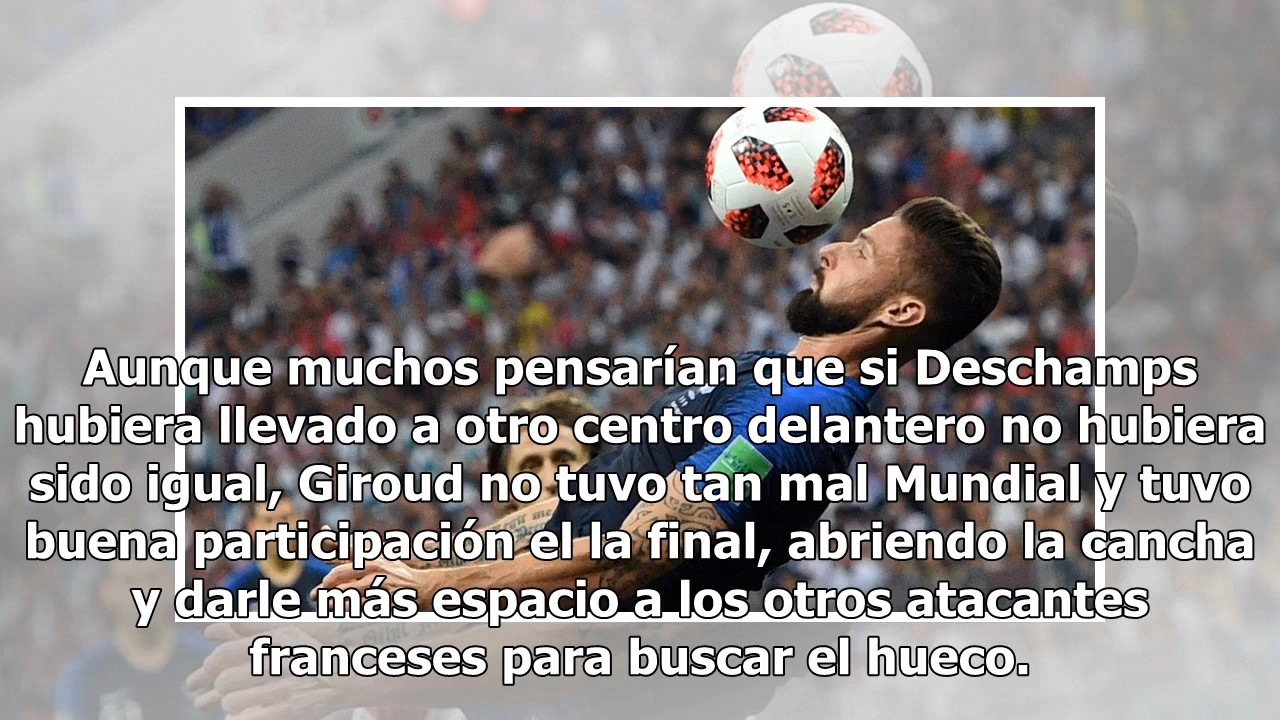 Aunque muchos pensarían que si Deschamps
hubiera llevado a otro centro delantero no hubiera
sido igual, Giroud no tuvo tan mal Mundial y tuvo
buena participación el la final, abriendo la cancha
y darle más espacio a los otros atacantes
franceses para buscar el hueco.